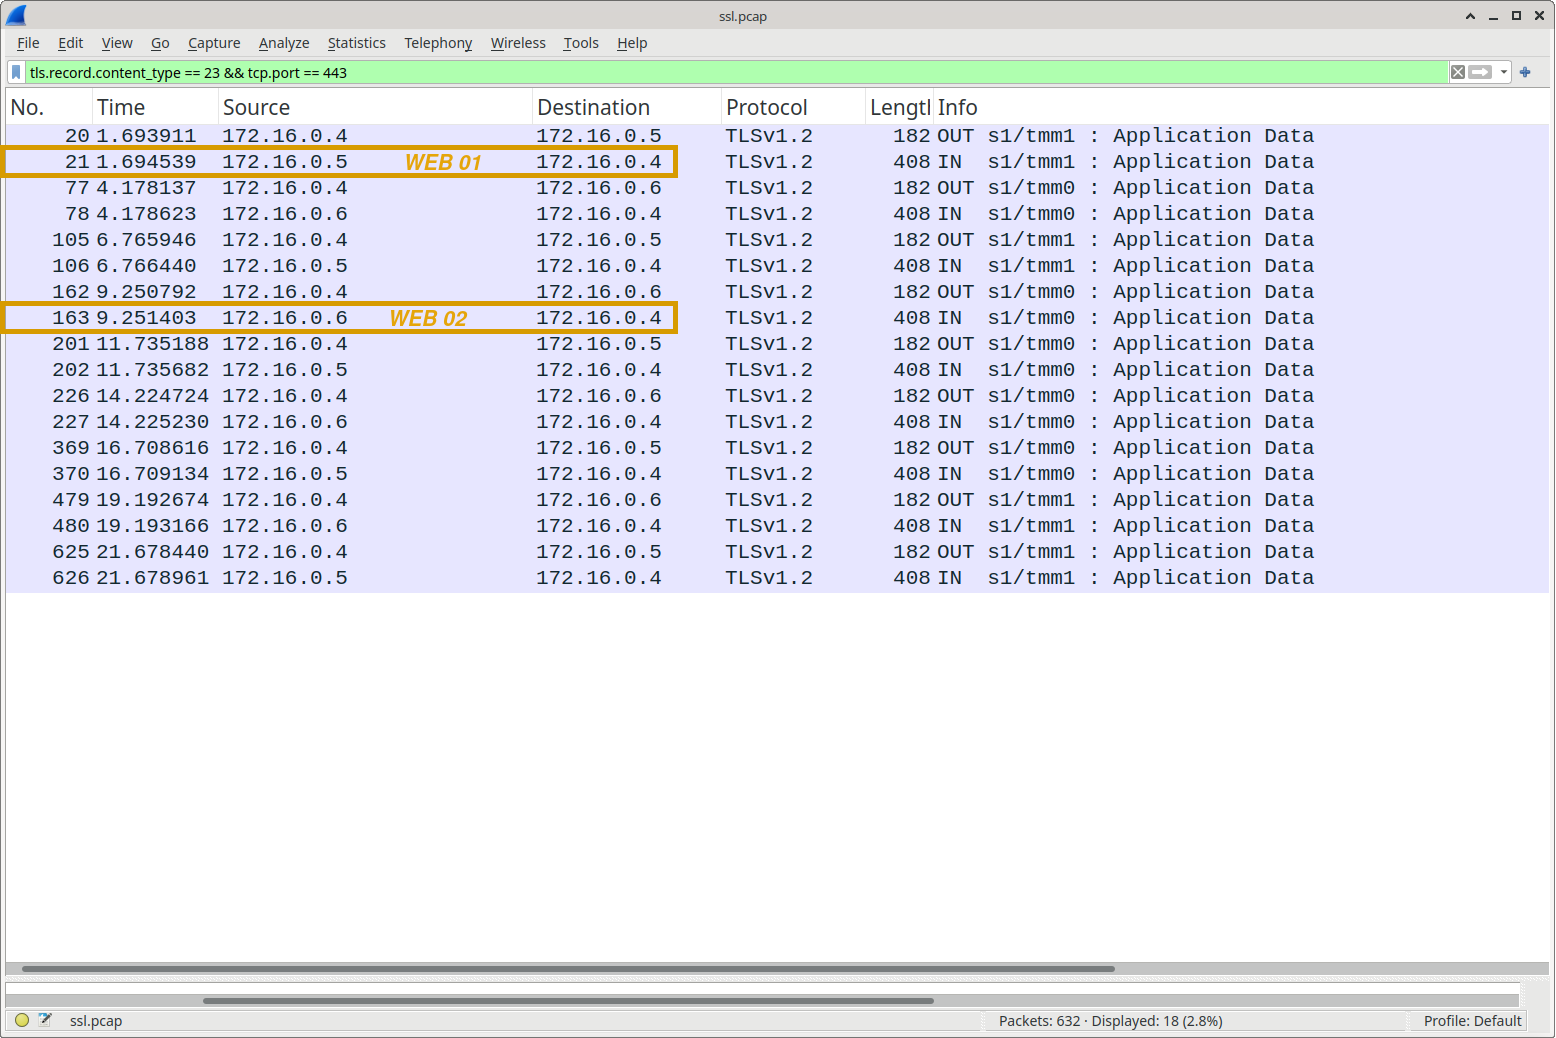 ssl.pcap
File Edit View Go Capture Analyze Statistics Telephony Wireless Tools Help
tls.record.content_type == 23 && tcp.port == 443
No. Time Source Destination Protocol Lengtl Info
20 1.693911 172.16.0.4 172.16.0.5 TLSv1.2 182 OUT s1/tmm1 : Application Data
21 1.694539 172.16.0.5 WEB 01 172.16.0.4 TLSv1.2 408 IN s1/tmm1 : Application Data
77 4.178137 172.16.0.4 172.16.0.6 TLSv1.2 182 OUT s1/tmm0 : Application Data
78 4.178623 172.16.0.6 172.16.0.4 TLSv1.2 408 IN s1/tmm0 : Application Data
105 6.765946 172.16.0.4 172.16.0.5 TLSv1.2 182 OUT s1/tmm1 : Application Data
106 6.766440 172.16.0.5 172.16.0.4 TLSv1.2 408 IN s1/tmm1 : Application Data
162 9.250792 172.16.0.4 172.16.0.6 TLSv1.2 182 OUT s1/tmm0 : Application Data
163 9.251403 172.16.0.6 WEB 02 172.16.0.4 TLSv1.2 408 IN s1/tmm0 : Application Data
201 11.735188 172.16.0.4 172.16.0.5 TLSv1.2 182 OUT s1/tmm0 : Application Data
202 11.735682 172.16.0.5 172.16.0.4 TLSv1.2 408 IN s1/tmm0 : Application Data
226 14.224724 172.16.0.4 172.16.0.6 TLSv1.2 182 OUT s1/tmm0 : Application Data
227 14.225230 172.16.0.6 172.16.0.4 TLSv1.2 408 IN s1/tmm0 : Application Data
369 16.708616 172.16.0.4 172.16.0.5 TLSv1.2 182 OUT s1/tmm0 : Application Data
370 16.709134 172.16.0.5 172.16.0.4 TLSv1.2 408 IN s1/tmm0 : Application Data
479 19.192674 172.16.0.4 172.16.0.6 TLSv1.2 182 OUT s1/tmm1 : Application Data
480 19.193166 172.16.0.6 172.16.0.4 TLSv1.2 408 IN s1/tmm1 : Application Data
625 21.678440 172.16.0.4 172.16.0.5 TLSv1.2 182 OUT s1/tmm1 : Application Data
626 21.678961 172.16.0.5 172.16.0.4 TLSv1.2 408 IN s1/tmm1 : Application Data
ssl.pcap Packets: 632 · Displayed: 18 (2.8%) Profile: Default